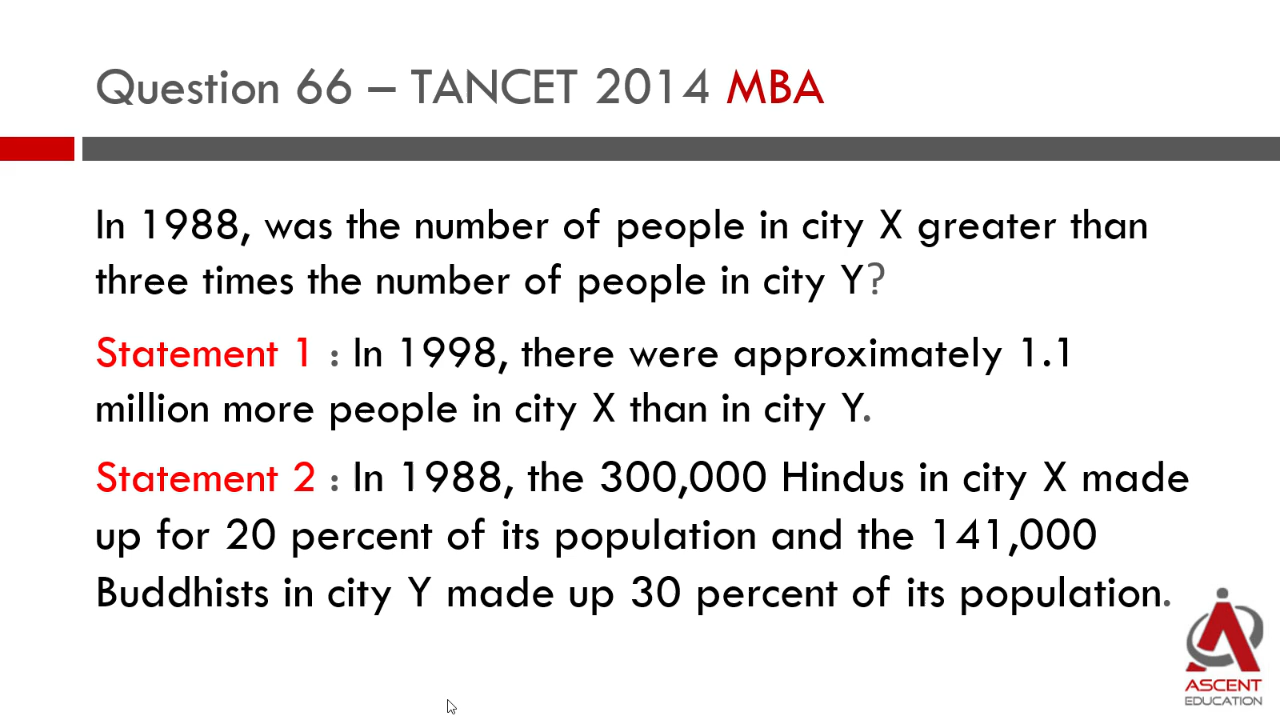 Question 66 – TANCET 2014 MBA
In 1988, was the number of people in city X greater than
three times the number of people in city Y?
Statement 1 : In 1998, there were approximately 1.1
million more people in city X than in city Y.
Statement 2 : In 1988, the 300,000 Hindus in city X made
up for 20 percent of its population and the 141,000
Buddhists in city Y made up 30 percent of its population.
ASCENT
EDUCATION